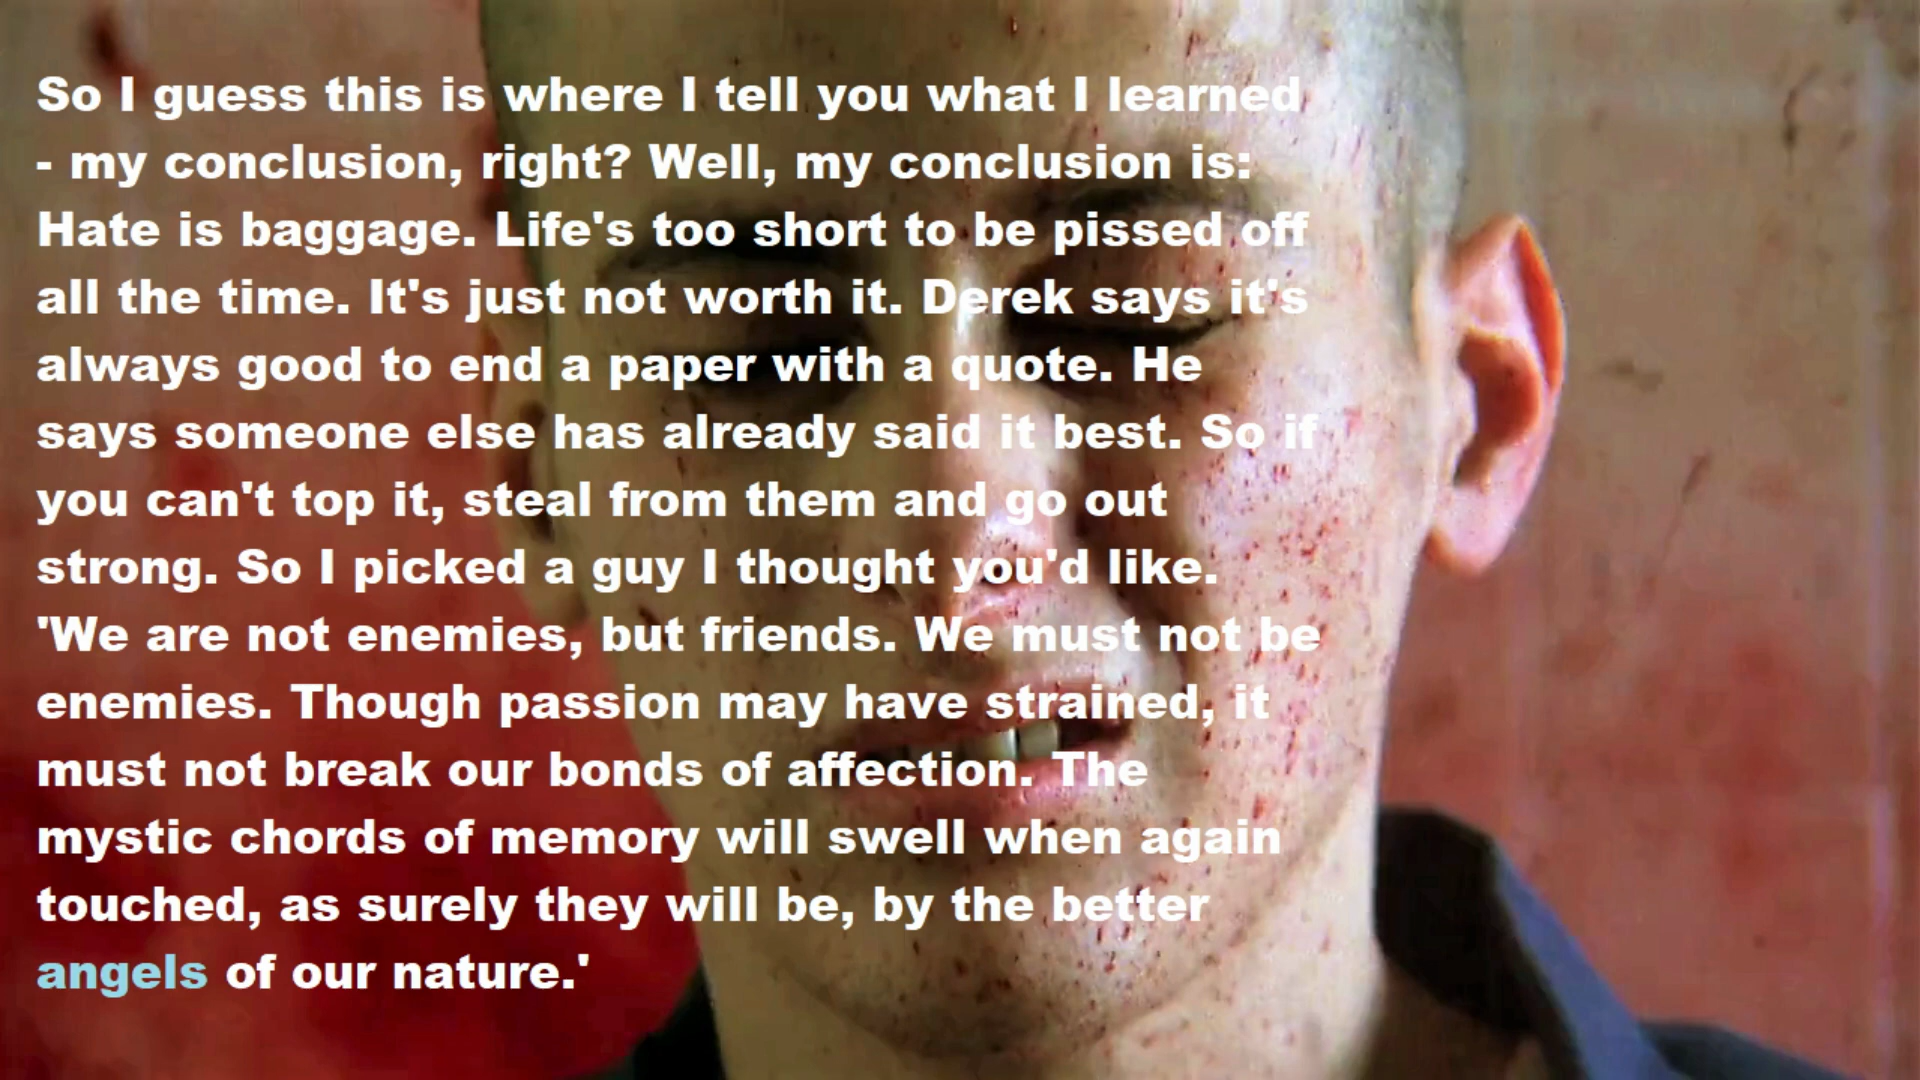 So I guess this is where I tell you what I learned
- my conclusion, right? Well, my conclusion is:
Hate is baggage. Life's too short to be pissed off
all the time. It's just not worth it. Derek says it's
always good to end a paper with a quote. He
says someone else has already said it best. So if
you can't top it, steal from them and go out
strong. So I picked a guy I thought you'd like.
'We are not enemies, but friends. We must not be
enemies. Though passion may have strained, it
must not break our bonds of affection. The
mystic chords of memory will swell when again
touched, as surely they will be, by the better
angels of our nature.'